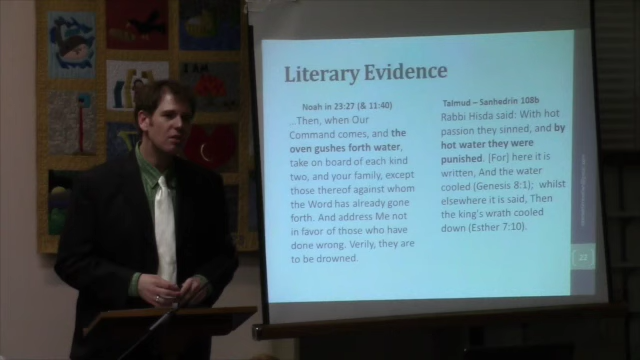 Literary Evidence
Noah in 23:27 (& 11:40)
..Then, when Our
Command comes, and the
oven gushes forth water,
take on board of each kind
two, and your family, except
those thereof against whom
the Word has already gone
forth. And address Me not
in favor of those who have
done wrong. Verily, they are
to be drowned.
Talmud – Sanhedrin 108b
Rabbi Hisda said: With hot
passion they sinned, and by
hot water they were
punished. [For] here it is
written, And the water
cooled (Genesis 8:1); whilst
elsewhere it is said, Then
the king's wrath cooled
down (Esther 7:10).
22
I AM